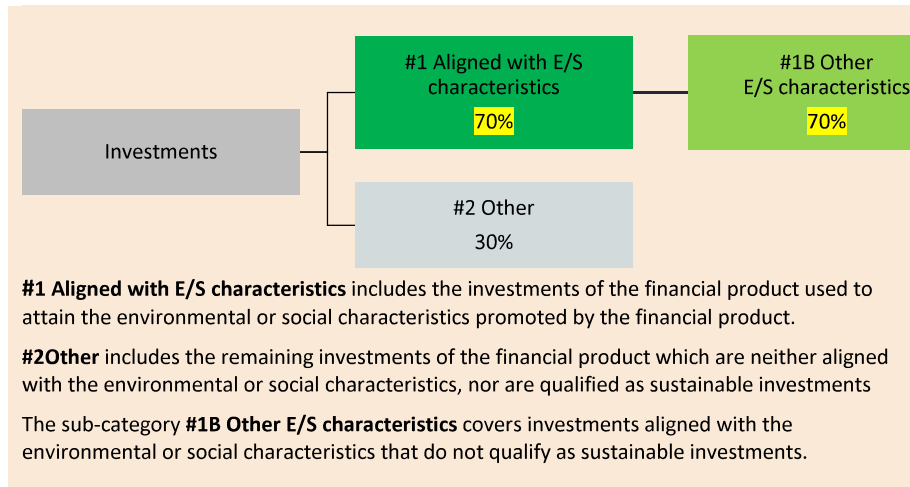 #1 Aligned with E/S
characteristics
70%
#1B Other
E/S characteristics
70%
Investments
#2 Other
30%
#1 Aligned with E/S characteristics includes the investments of the financial product used to
attain the environmental or social characteristics promoted by the financial product.
#2Other includes the remaining investments of the financial product which are neither aligned
with the environmental or social characteristics, nor are qualified as sustainable investments
The sub-category #1B Other E/S characteristics covers investments aligned with the
environmental or social characteristics that do not qualify as sustainable investments.